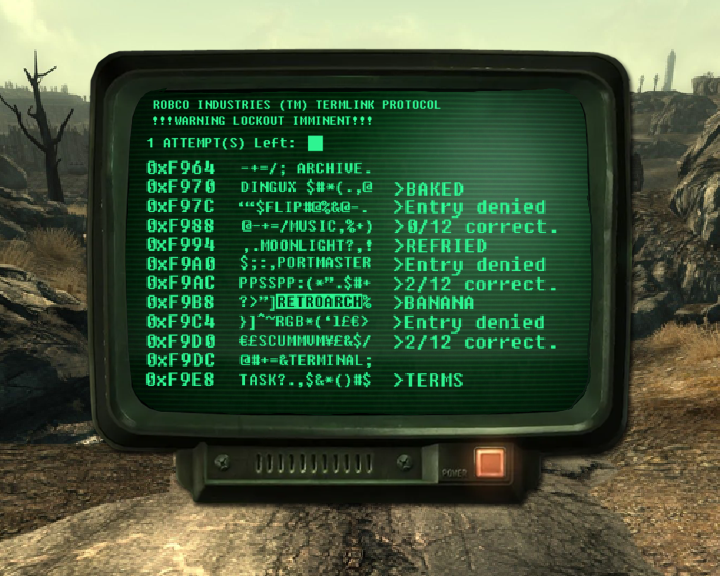 ROBCO INDUSTRIES (TM) TERMLINK PROTOCOL
!!!WARNING LOCKOUT IMMINENT!!!
1 ATTEMPT(S) Left:
0xF964 -+=/; ARCHIVE.
0xF970 DINGUX $#*(.,@ >BAKED
0xF97C ““$FLIP#@%&@-. >Entry denied
0xF988 @-+=/MUSIC,%+) >0/12 correct.
0xF994 ,.MOONLIGHT?,! >REFRIED
0xF9A0 $;:,PORTMASTER >Entry denied
0xF9AC PPSSPP:(*”.$#+ >2/12 correct.
0xF9B8 ?>”]RETROARCH% >BANANA
0xF9C4 }]^~RGB*(‘1£€> >Entry denied
0xF9D0 €£SCUMMVM¥£&$/ >2/12 correct.
0xF9DC @#+=&TERMINAL;
0xF9E8 TASK?.,$&*()#$ >TERMS
POWER